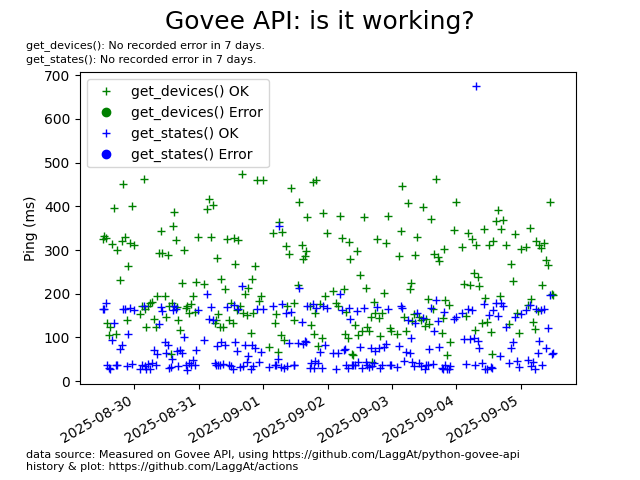 Govee API: is it working?
get_devices(): No recorded error in 7 days.
get_states(): No recorded error in 7 days.
700
600
500
400
300
200
100
0
Ping (ms)
get_devices() OK
get_devices() Error
get_states() OK
get_states() Error
2025-08-30
2025-08-31
2025-09-01
2025-09-02
2025-09-03
2025-09-04
2025-09-05
data source: Measured on Govee API, using https://github.com/LaggAt/python-govee-api
history & plot: https://github.com/LaggAt/actions